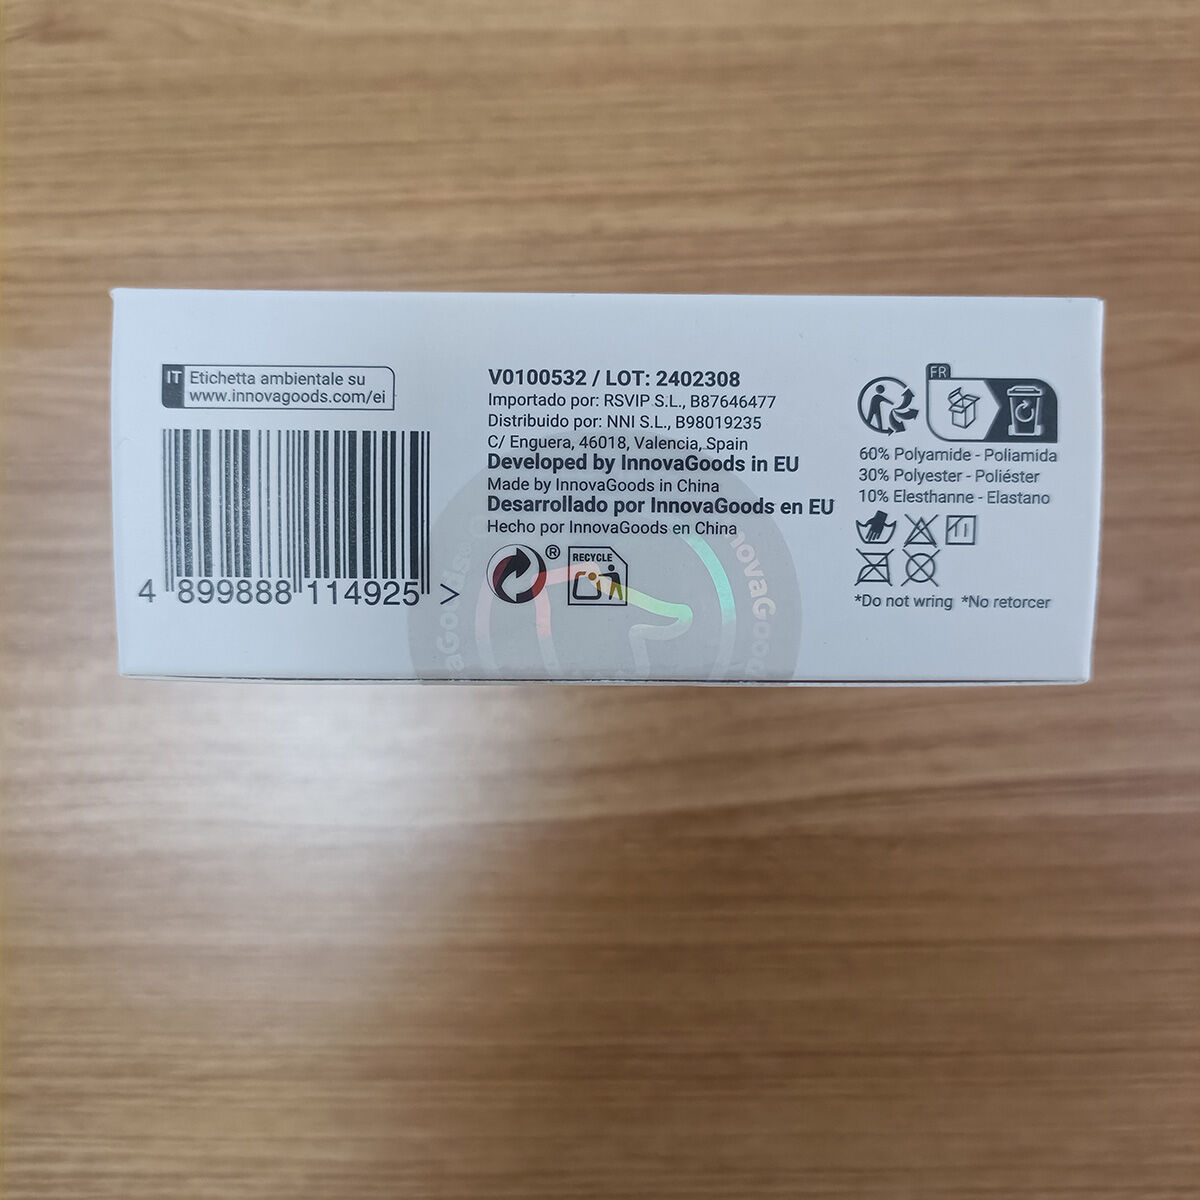 IT Etichetta ambientale su
www.innovagoods.com/ei
4 899888 114925 >
V0100532 / LOT: 2402308
Importado por: RSVIP S.L., B87646477
Distribuido por: NNI S.L., B98019235
C/ Enguera, 46018, Valencia, Spain
Developed by InnovaGoods in EU
Made by InnovaGoods in China
Desarrollado por InnovaGoods en EU
Hecho por InnovaGoods en China
®
RECYCLE
FR
60% Polyamide - Poliamida
30% Polyester - Poliéster
10% Elesthanne - Elastano
*Do not wring *No retorcer